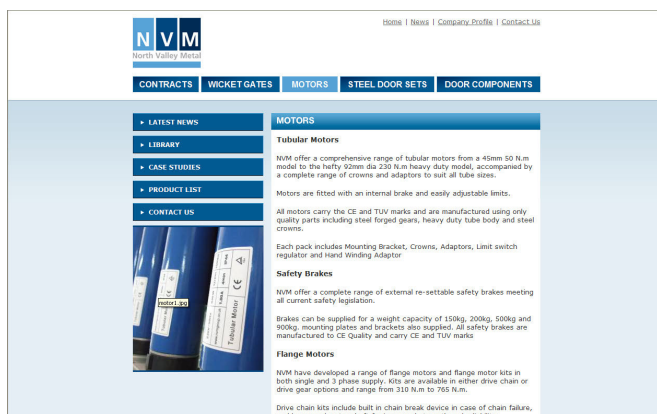 Home | News | Company Profile | Contact Us
NVM
North Valley Metal
CONTRACTS WICKET GATES MOTORS STEEL DOOR SETS DOOR COMPONENTS
LATEST NEWS
LIBRARY
CASE STUDIES
PRODUCT LIST
CONTACT US
motor1.jpg
Tubular Motor
CE
MOTORS
Tubular Motors
NVM offer a comprehensive range of tubular motors from a 45mm 50 N.m
model to the hefty 92mm dia 230 N.m heavy duty model, accompanied by
a complete range of crowns and adaptors to suit all tube sizes.
Motors are fitted with an internal brake and easily adjustable limits.
All motors carry the CE and TUV marks and are manufactured using only
quality parts including steel forged gears, heavy duty tube body and steel
crowns.
Each pack includes Mounting Bracket, Crowns, Adaptors, Limit switch
regulator and Hand Winding Adaptor
Safety Brakes
NVM offer a complete range of external re-settable safety brakes meeting
all current safety legislation.
Brakes can be supplied for a weight capacity of 150kg, 200kg, 500kg and
900kg. mounting plates and brackets also supplied. All safety brakes are
manufactured to CE Quality and carry CE and TUV marks
Flange Motors
NVM have developed a range of flange motors and flange motor kits in
both single and 3 phase supply. Kits are available in either drive chain or
drive gear options and range from 310 N.m to 765 N.m.
Drive chain kits include built in chain break device in case of chain failure,